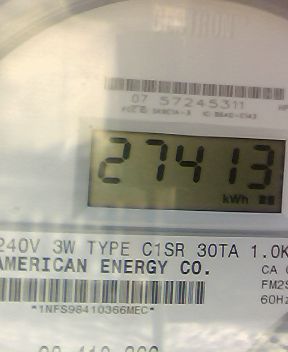 07 57245311
27413
kWh
240V 3W TYPE C1SR 30TA 1.0K
AMERICAN ENERGY CO.
CA
FM2S
60Hz
*1NFS98410366MEC*